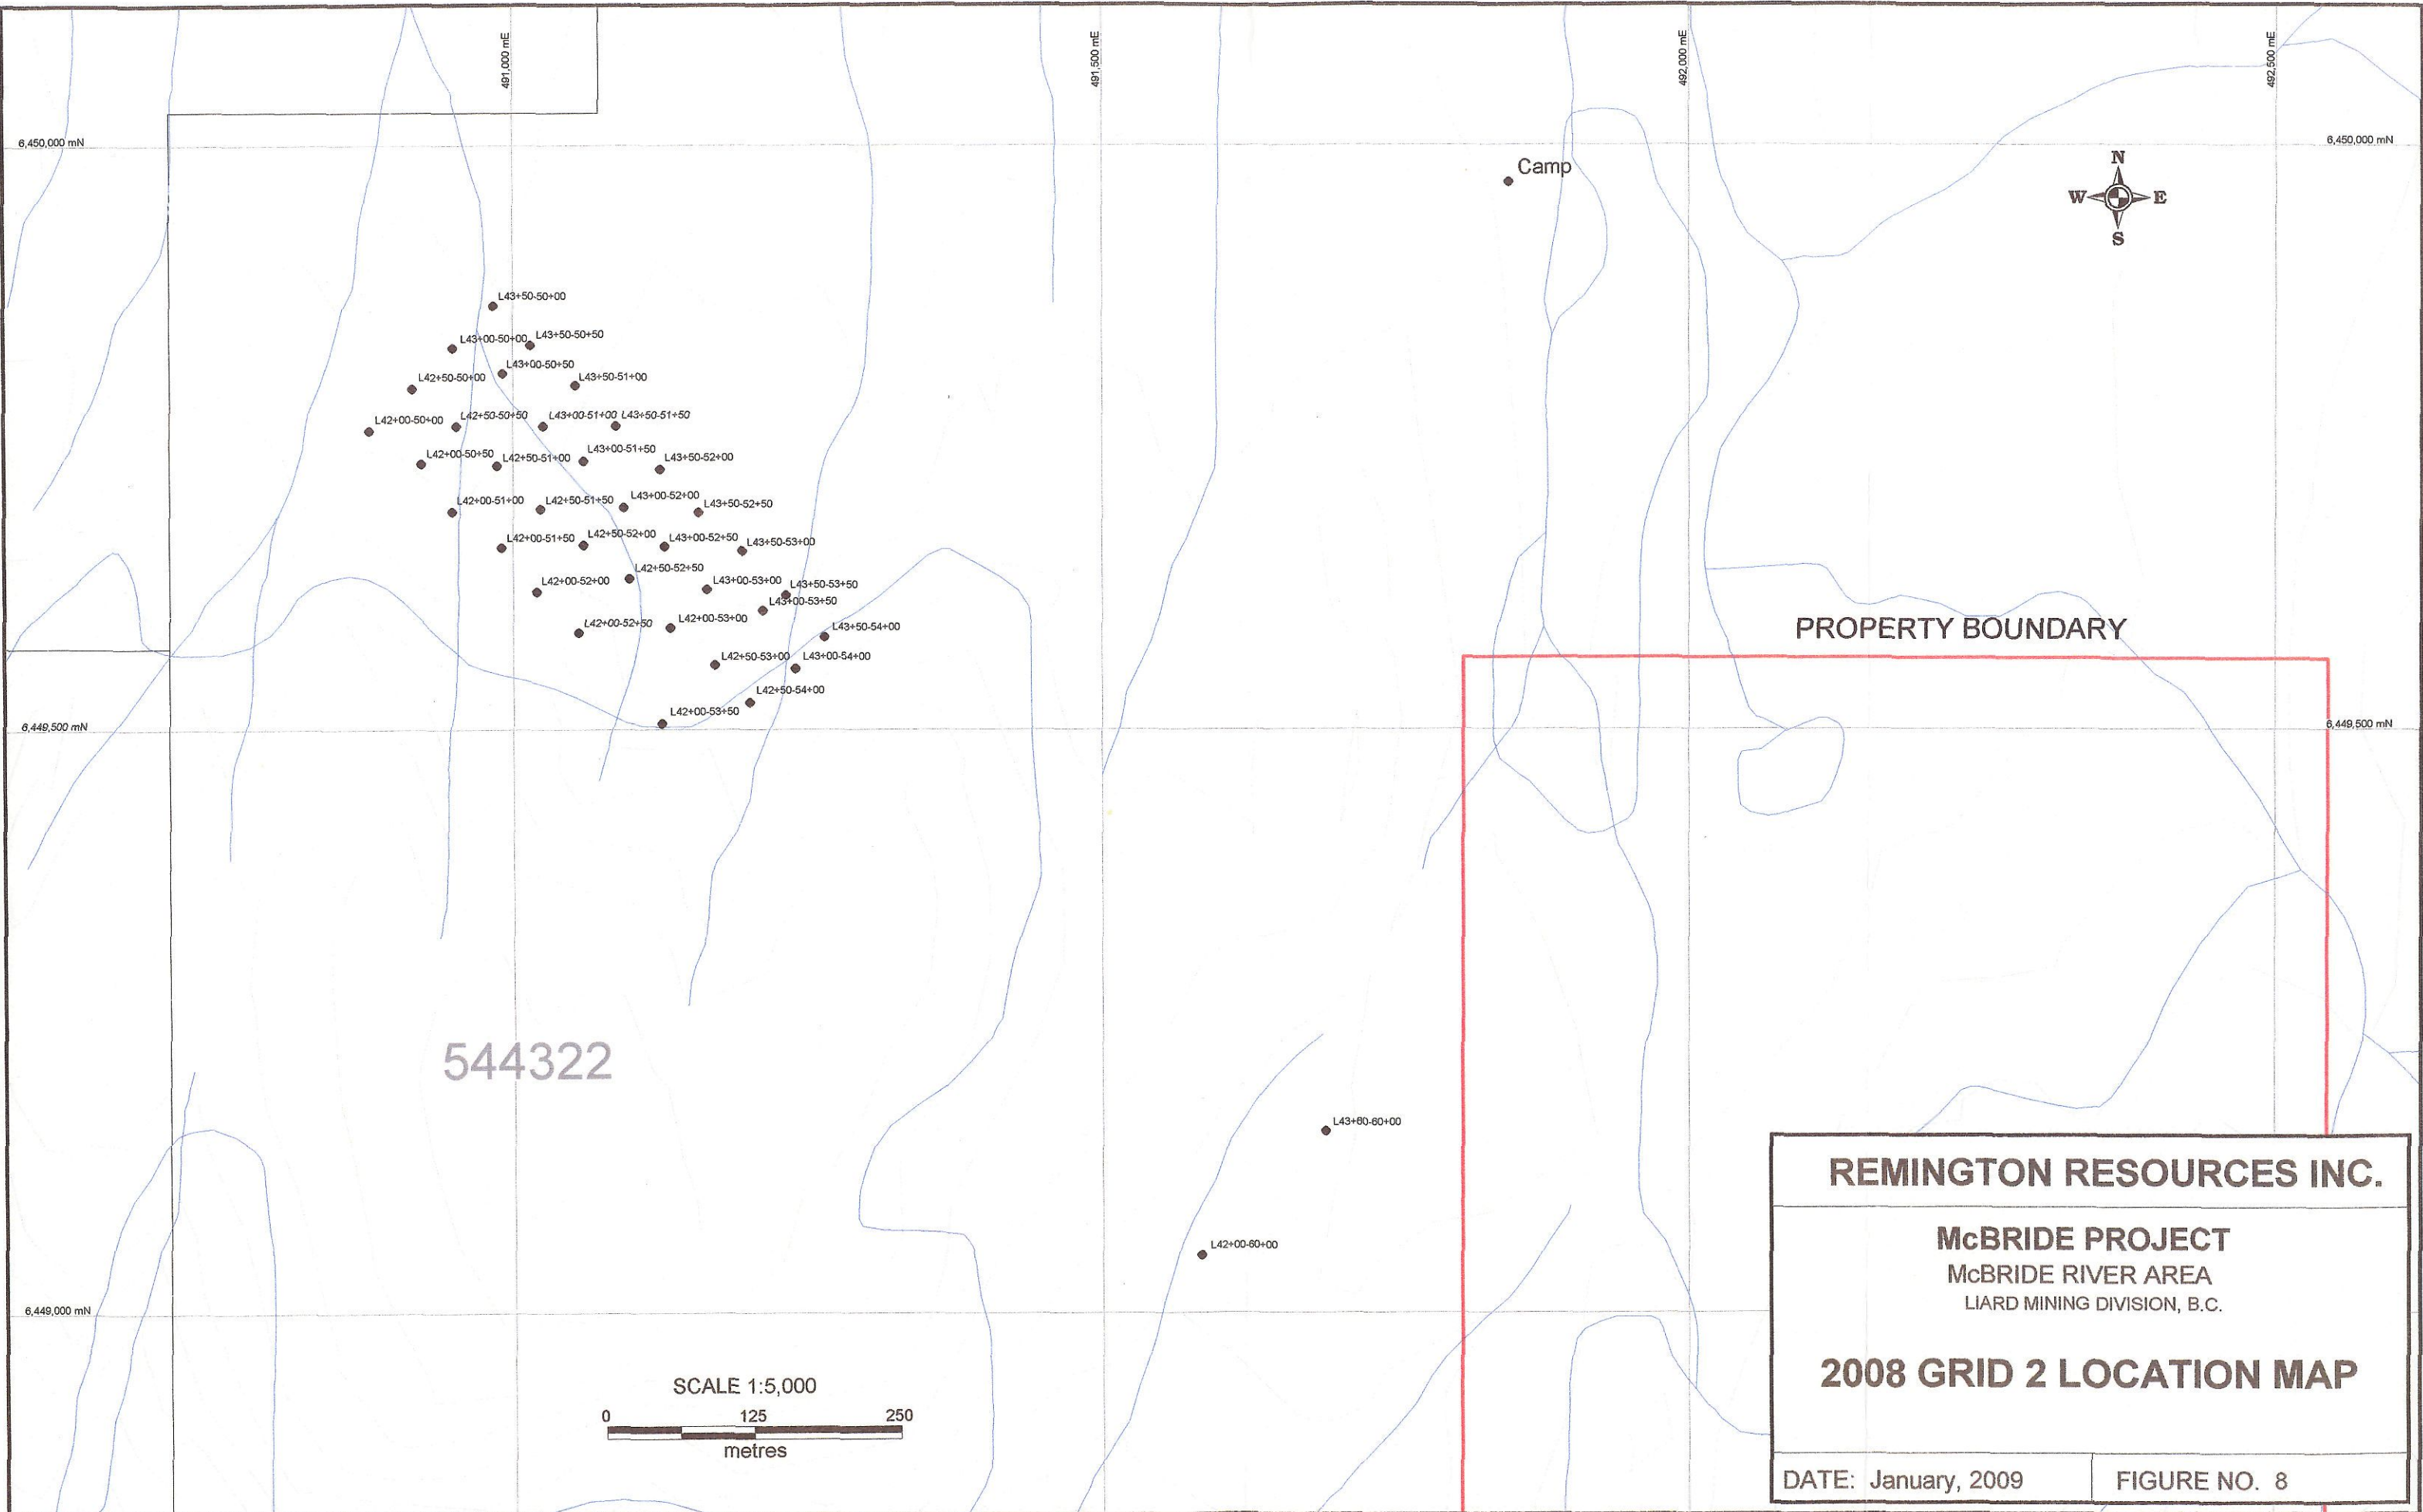 491,000 mE
491,500 mE
492,000 mE
492,500 mE
6,450,000 mN
6,450,000 mN
Camp
N
W
E
S
L43+50-50+00
L43+00-50+00
L43+50-50+50
L43+00-50+50
L42+50-50+00
L43+50-51+00
L42+00-50+00
L42+50-50+50
L43+00-51+00
L43+50-51+50
L42+00-50+50
L42+50-51+00
L43+00-51+50
L43+50-52+00
L42+00-51+00
L42+50-51+50
L43+00-52+00
L43+50-52+50
L42+00-51+50
L42+50-52+00
L43+00-52+50
L43+50-53+00
L42+00-52+00
L42+50-52+50
L43+00-53+00
L43+50-53+50
L43+00-53+50
L42+00-52+50
L42+00-53+00
L43+50-54+00
L42+50-53+00
L43+00-54+00
L42+50-54+00
L42+00-53+50
PROPERTY BOUNDARY
6,449,500 mN
6,449,500 mN
544322
L43+60-60+00
L42+00-60+00
6,449,000 mN
SCALE 1:5,000
0 125 250
metres
REMINGTON RESOURCES INC.
McBRIDE PROJECT
McBRIDE RIVER AREA
LIARD MINING DIVISION, B.C.
2008 GRID 2 LOCATION MAP
DATE: January, 2009
FIGURE NO. 8